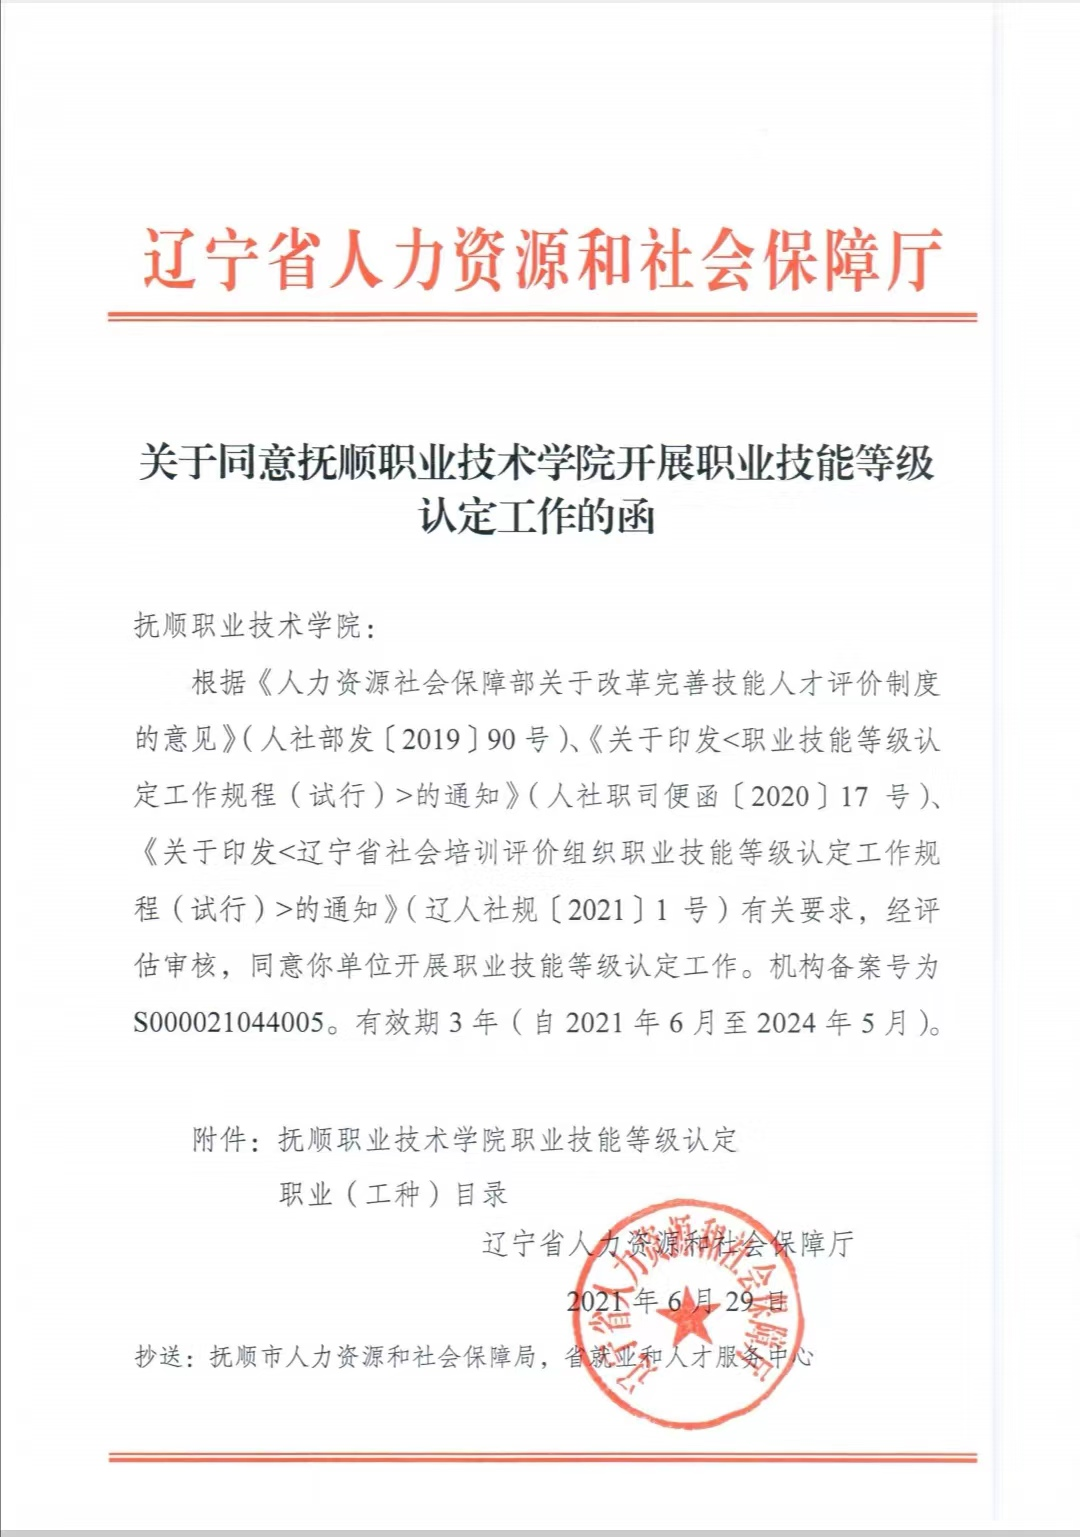 辽宁省人力资源和社会保障厅
关于同意抚顺职业技术学院开展职业技能等级
认定工作的函
抚顺职业技术学院：
根据《人力资源社会保障部关于改革完善技能人才评价制度
的意见》（人社部发〔2019〕90号）、《关于印发<职业技能等级认
定工作规程（试行）>的通知》（人社职司便函〔2020〕17 号）、
《关于印发<辽宁省社会培训评价组织职业技能等级认定工作规
程（试行）>的通知》（辽人社规〔2021〕1 号）有关要求，经评
估审核，同意你单位开展职业技能等级认定工作。机构备案号为
S000021044005。有效期3年（自2021年6月至2024年5月）。
附件：抚顺职业技术学院职业技能等级认定
职业（工种）目录
辽宁省人力资源和社会保障厅
2021年6月29日
辽宁省人力资源和社会保障厅
抄送：抚顺市人力资源和社会保障局，省就业和人才服务中心